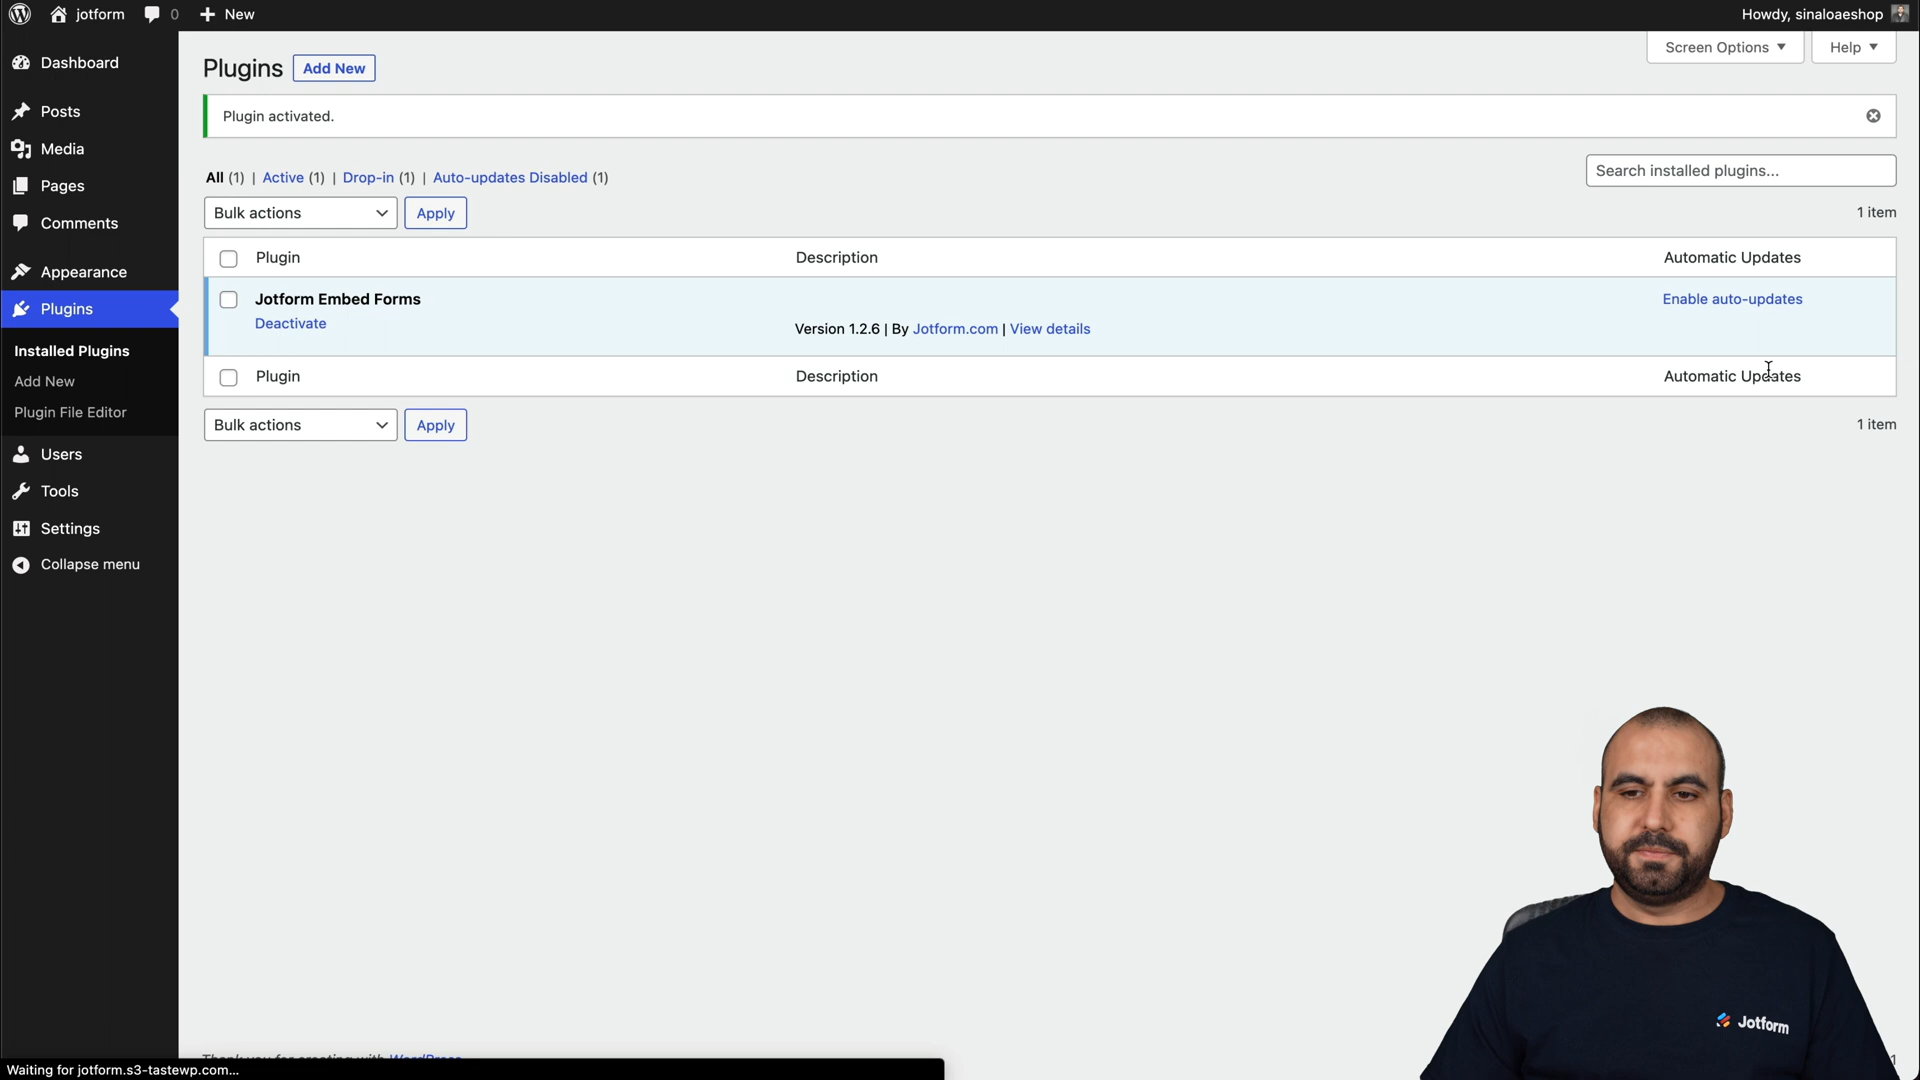 jotform 0 New Howdy, sinaloaeshop
Screen Options Help
Dashboard
Posts
Media
Pages
Comments
Appearance
Plugins
Installed Plugins
Add New
Plugin File Editor
Users
Tools
Settings
Collapse menu
Plugins Add New
Plugin activated.
All (1) | Active (1) | Drop-in (1) | Auto-updates Disabled (1)
Search installed plugins...
Bulk actions Apply 1 item
Plugin Description Automatic Updates
Jotform Embed Forms Enable auto-updates
Deactivate
Version 1.2.6 | By Jotform.com | View details
Plugin Description Automatic Updates
Bulk actions Apply 1 item
Jotform
Thank you for creating with WordPress
Waiting for jotform.s3-tastewp.com...